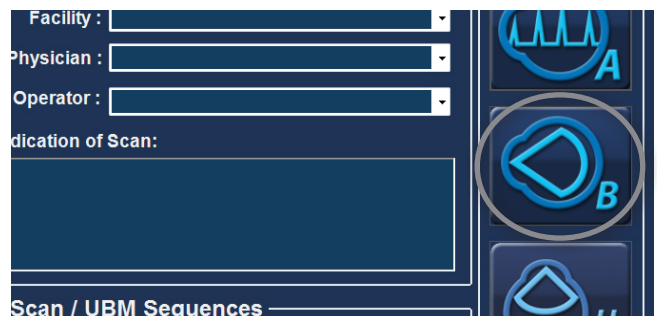 Facility :
Physician :
Operator :
dication of Scan:
Scan / UBM Sequences
A
B